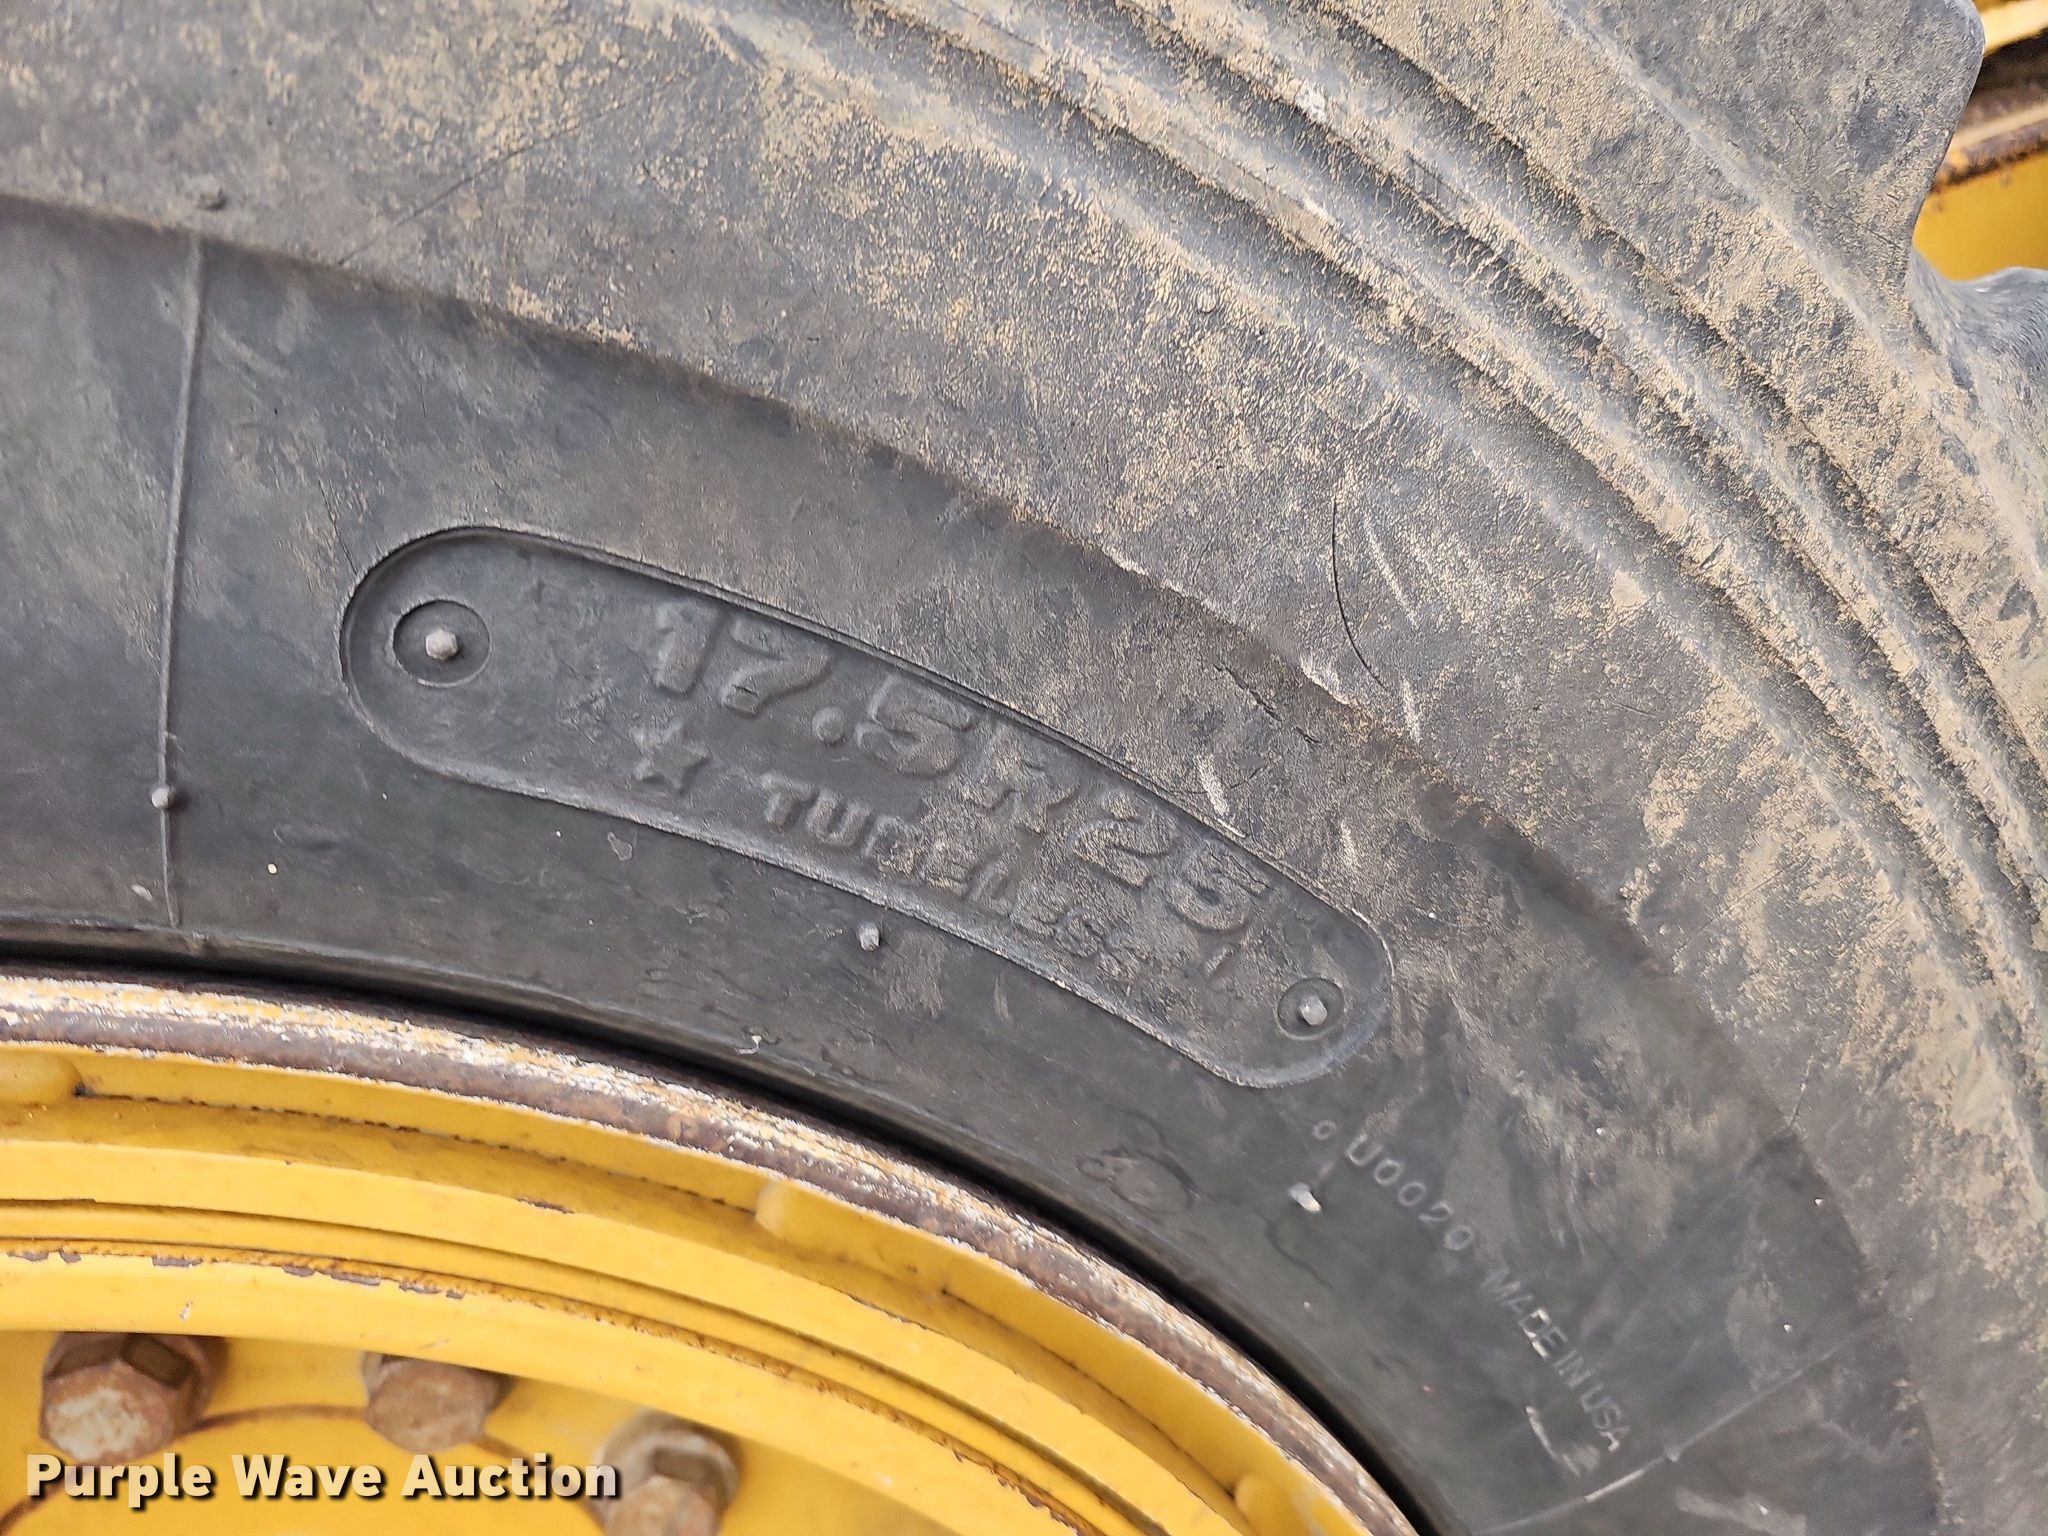 17.5R25
★ TUBELESS
U0020 MADE IN USA
Purple Wave Auction